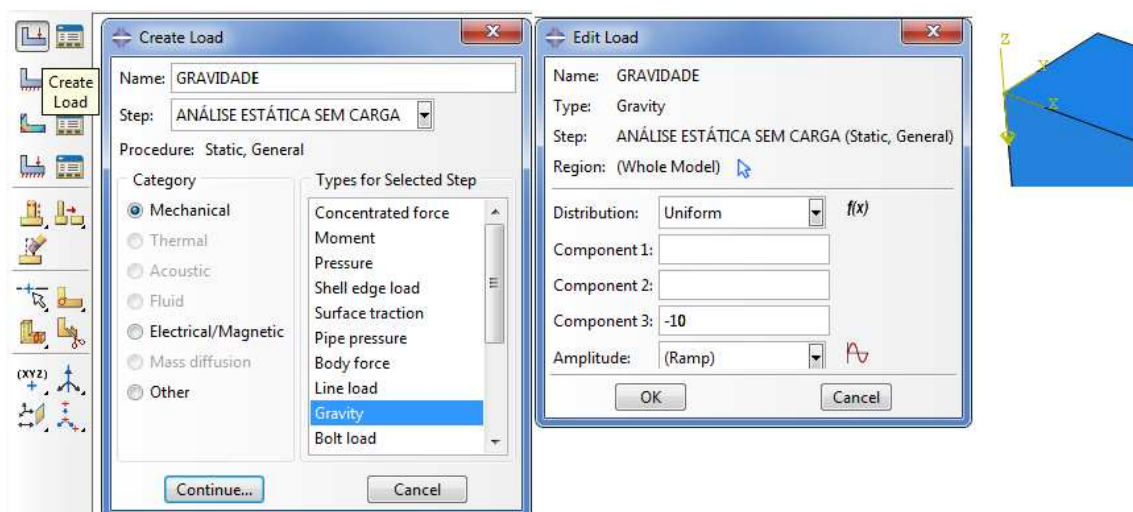 Create Load
Create Load
Name: GRAVIDADE
Step: ANÁLISE ESTÁTICA SEM CARGA
Procedure: Static, General
Category
Mechanical
Thermal
Acoustic
Fluid
Electrical/Magnetic
Mass diffusion
Other
Types for Selected Step
Concentrated force
Moment
Pressure
Shell edge load
Surface traction
Pipe pressure
Body force
Line load
Gravity
Bolt load
Continue...
Cancel
(XYZ)
Edit Load
Name: GRAVIDADE
Type: Gravity
Step: ANÁLISE ESTÁTICA SEM CARGA (Static, General)
Region: (Whole Model)
Distribution: Uniform f(x)
Component 1:
Component 2:
Component 3: -10
Amplitude: (Ramp)
OK
Cancel
Z
Y
X